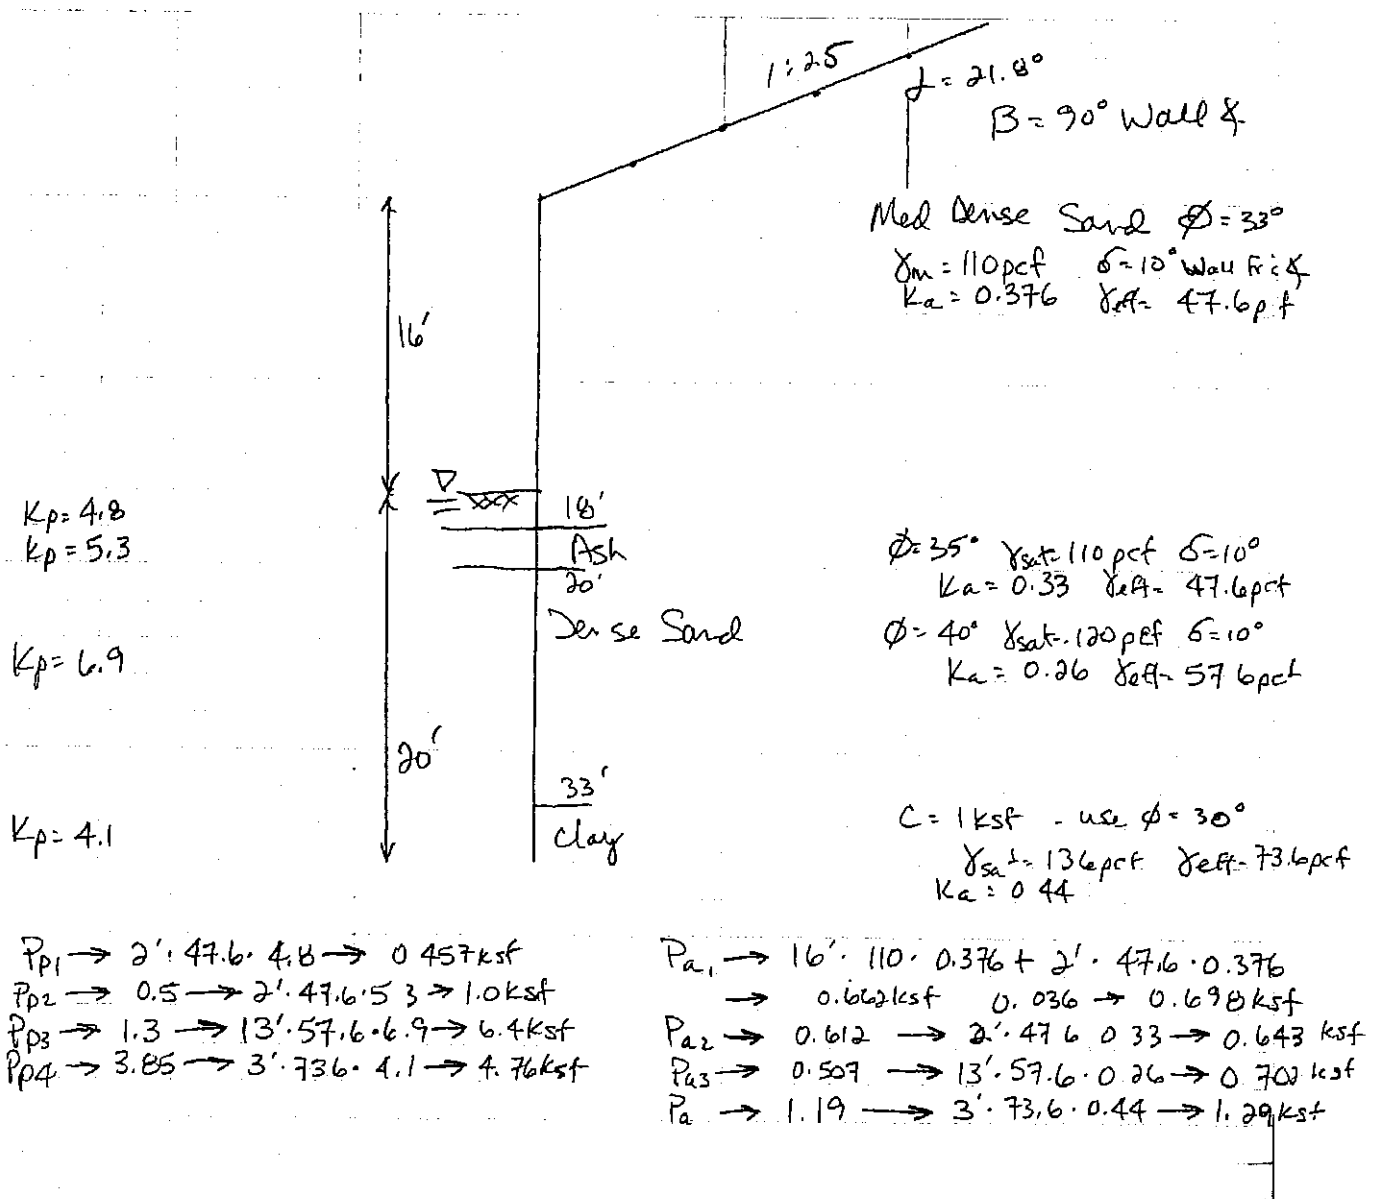 1:25
α = 21.8°
B = 90° Wall ∡
Med Dense Sand Ø = 33°
γm = 110pcf δ=10° Wall Fric ∡
Ka = 0.376 γeff= 47.6pcf
16'
Kp= 4.8
Kp = 5.3
18'
Ash
20'
Dense Sand
Ø= 35° γsat= 110 pcf δ=10°
Ka = 0.33 γeff= 47.6pcf
Ø= 40° γsat= 120 pcf δ=10°
Ka = 0.26 γeff= 57 6pcf
Kp= 6.9
20'
33'
Clay
Kp= 4.1
C = 1 ksf - use Ø = 30°
γsat= 136pcf γeff= 73.6pcf
Ka = 0 44
Pp1 → 2'· 47.6· 4.8 → 0 457ksf
Pp2 → 0.5 → 2'·47.6·5 3 → 1.0ksf
Pp3 → 1.3 → 13'·57.6·6.9 → 6.4ksf
Pp4 → 3.85 → 3'·736· 4.1 → 4.76ksf
Pa1 → 16'· 110· 0.376 + 2'· 47.6·0.376
→ 0.662ksf 0.036 → 0.698ksf
Pa2 → 0.612 → 2'·47 6 0 33 → 0.643 ksf
Pa3 → 0.507 → 13'·57.6·0 26 → 0 702 ksf
Pa → 1.19 → 3'·73.6·0.44 → 1.29ksf